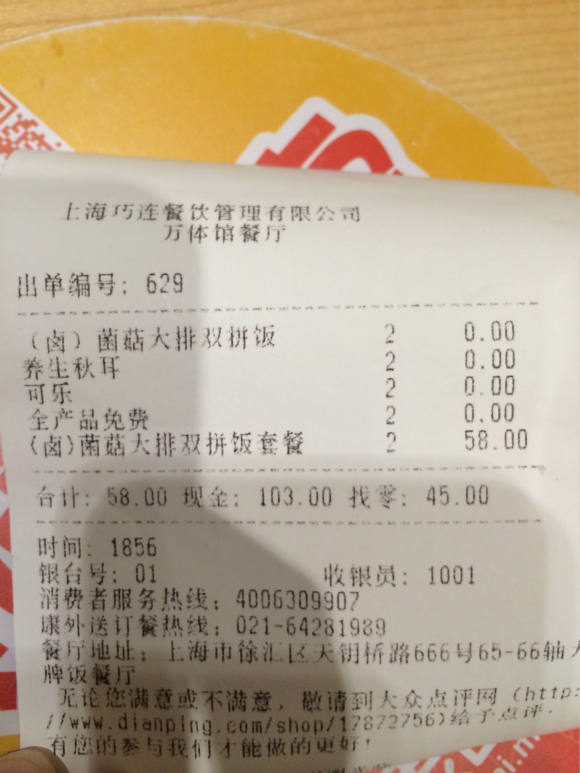 上海巧连餐饮管理有限公司
万体馆餐厅
出单编号: 629
(卤)菌菇大排双拼饭 2 0.00
养生秋耳 2 0.00
可乐 2 0.00
全产品免费 2 0.00
(卤)菌菇大排双拼饭套餐 2 58.00
合计: 58.00 现金: 103.00 找零: 45.00
时间: 1856
银台号: 01 收银员: 1001
消费者服务热线: 4006309907
康外送订餐热线: 021-64281989
餐厅地址: 上海市徐汇区天钥桥路666号65-66轴大
牌饭餐厅
无论您满意或不满意, 敬请到大众点评网 (http:
//www.dianping.com/shop/17872756)给予点评,
有您的参与我们才能做的更好!